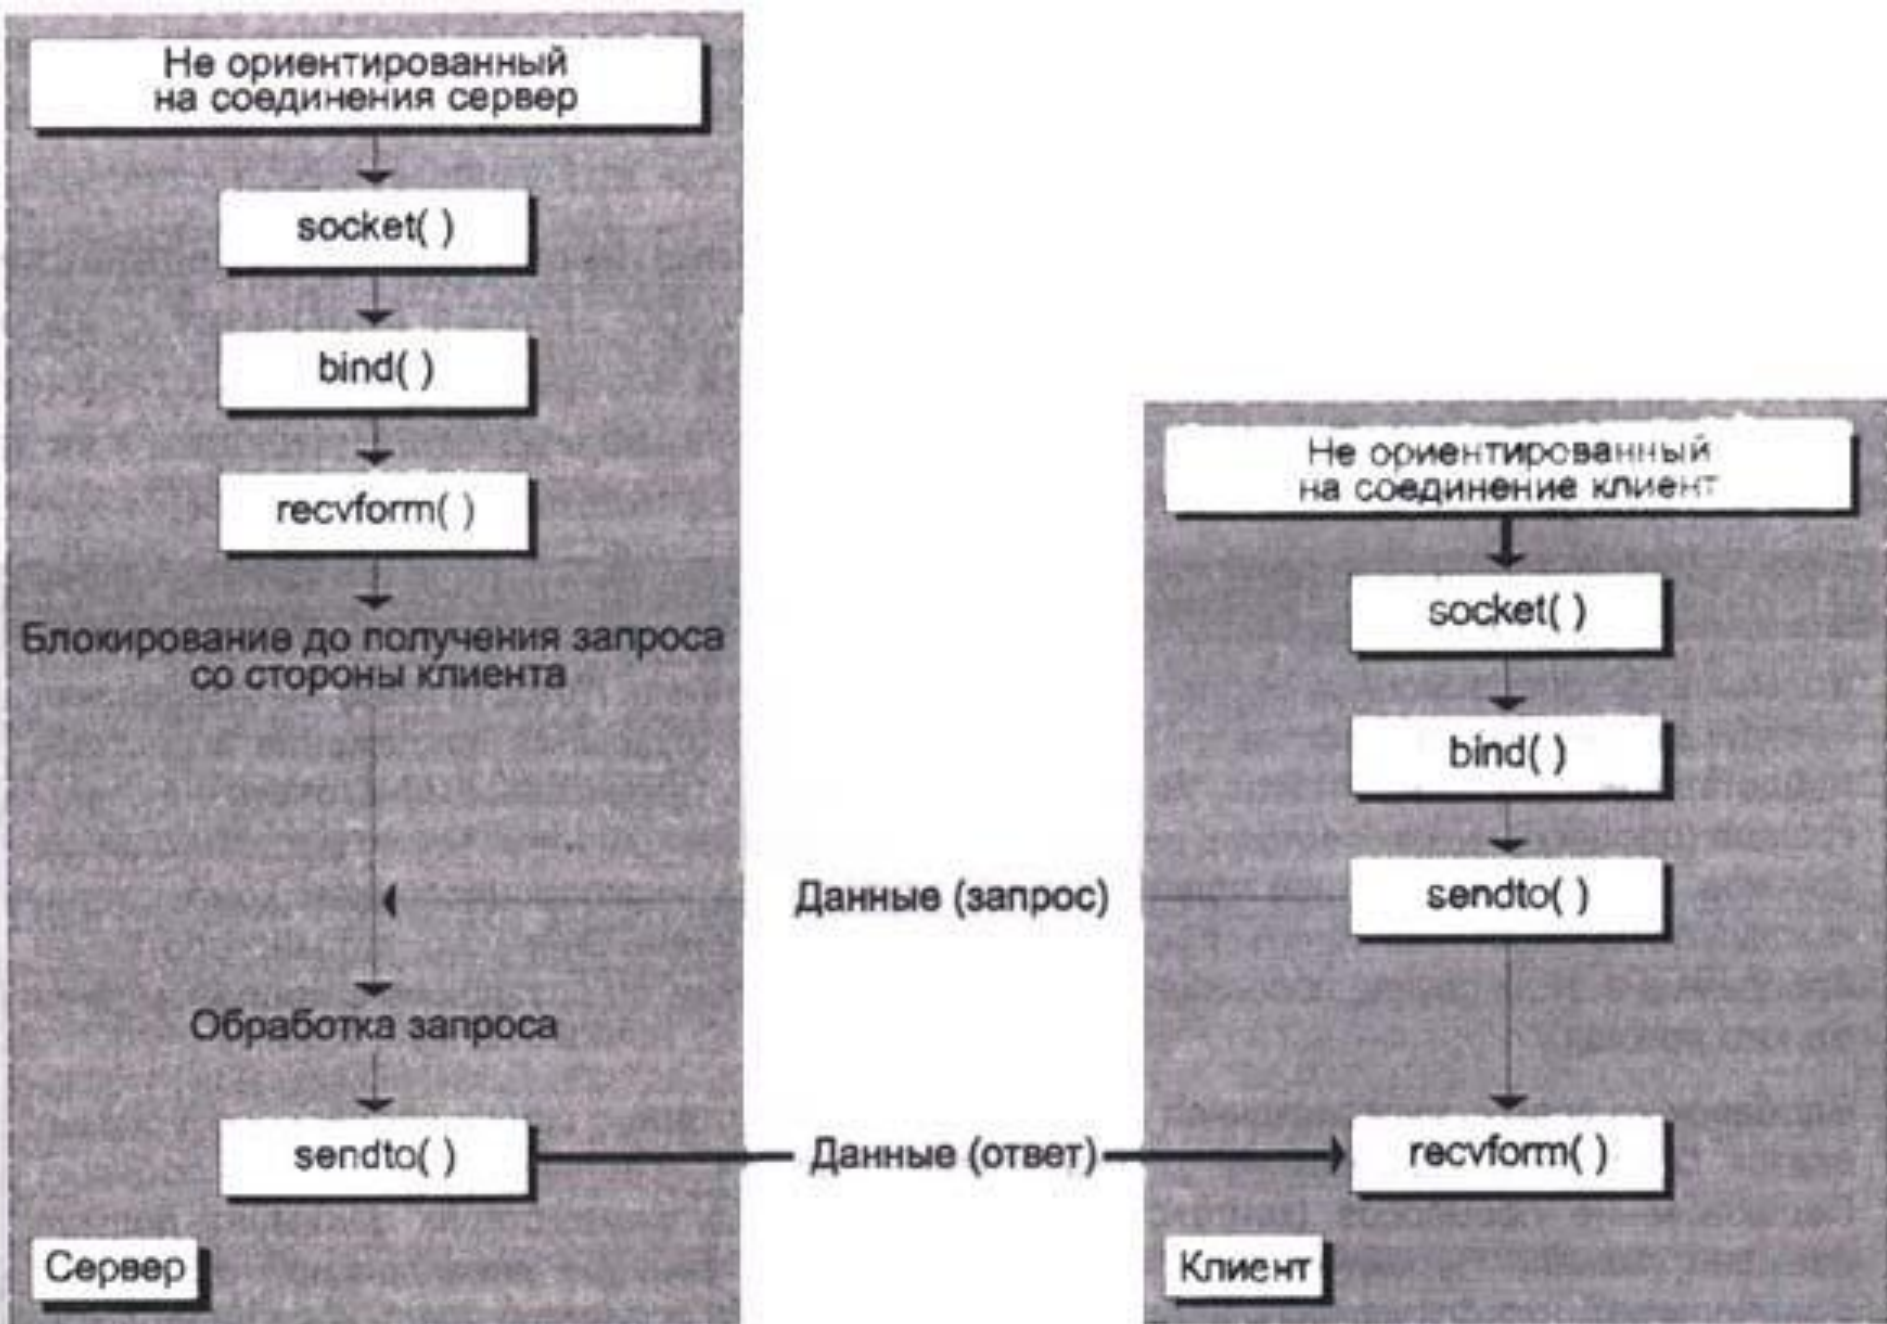 Не ориентированный
на соединения сервер
socket( )
bind( )
recvform( )
Блокирование до получения запроса
со стороны клиента
Обработка запроса
sendto( )
Сервер
Данные (запрос)
Данные (ответ)
Не ориентированный
на соединение клиент
socket( )
bind( )
sendto( )
recvform( )
Клиент